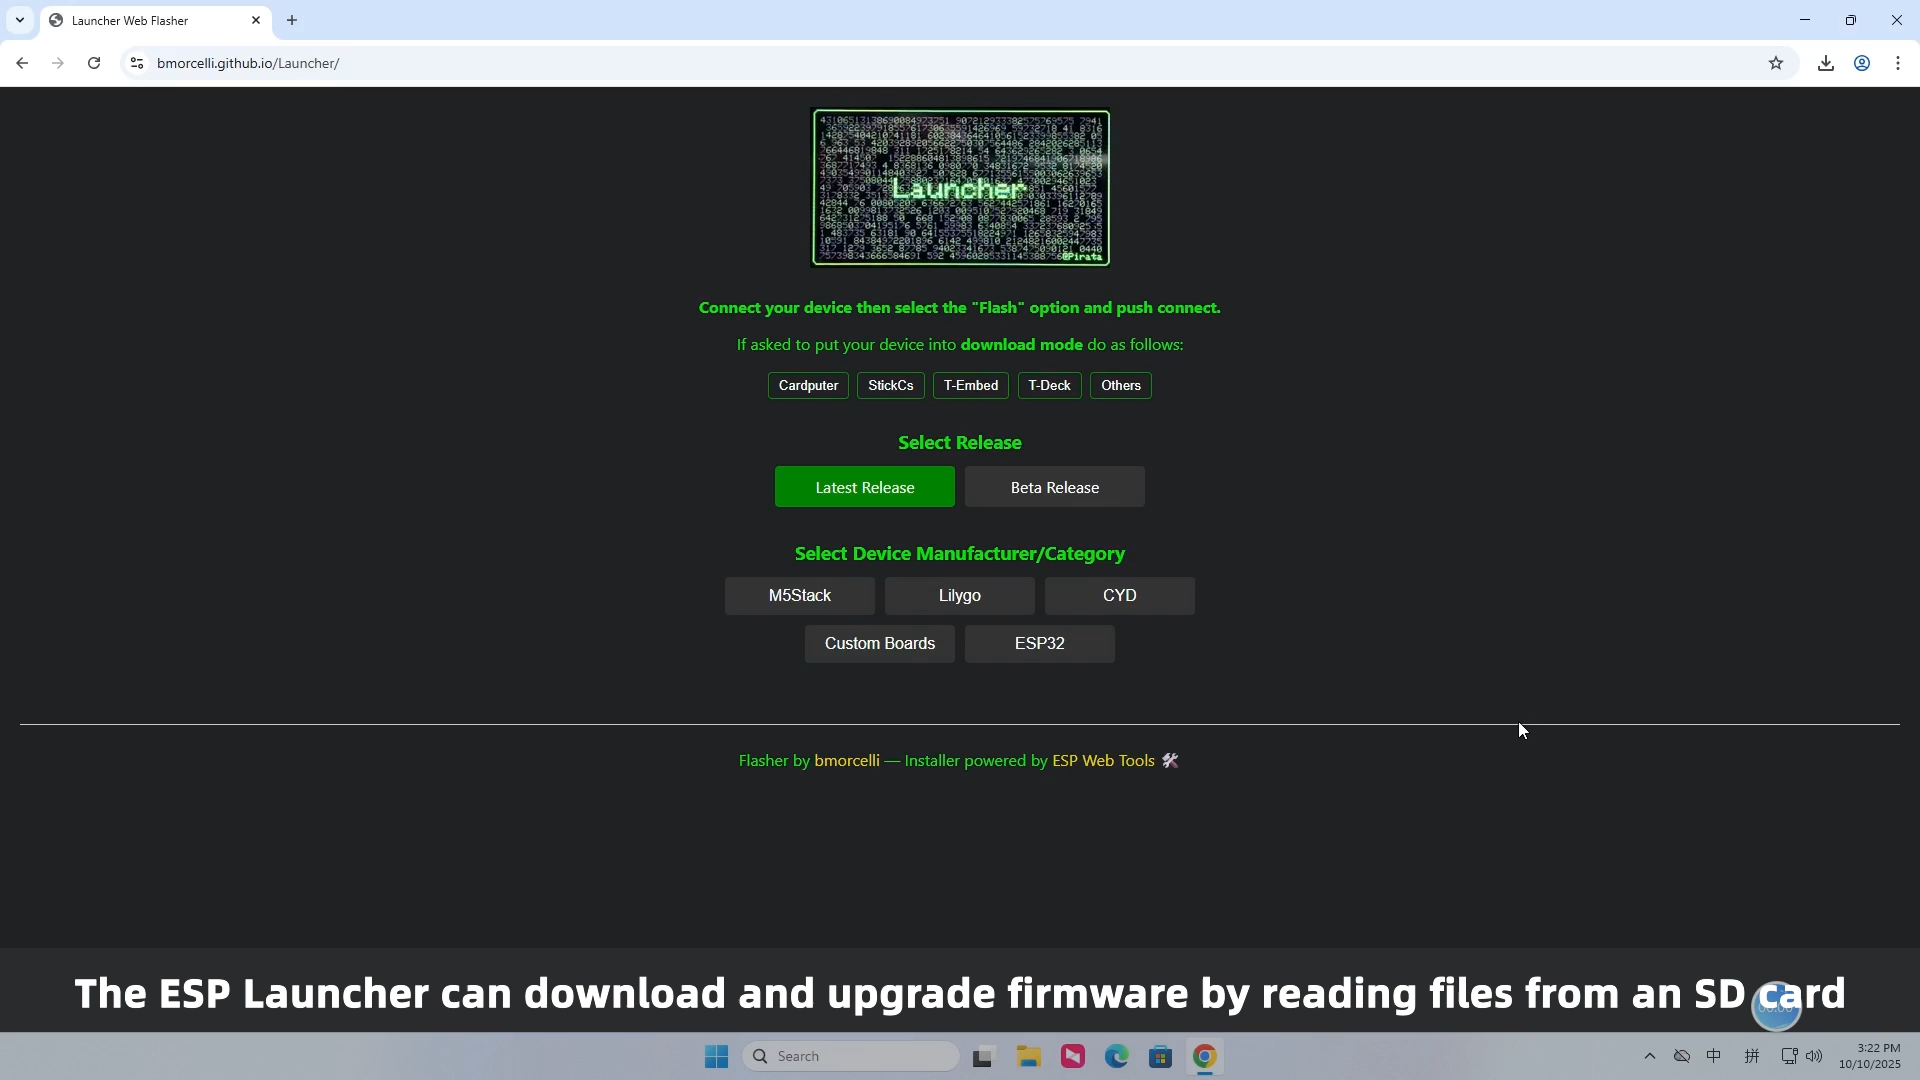 Launcher Web Flasher
bmorcelli.github.io/Launcher/
Launcher
@Pirata
Connect your device then select the "Flash" option and push connect.
If asked to put your device into download mode do as follows:
Cardputer StickCs T-Embed T-Deck Others
Select Release
Latest Release Beta Release
Select Device Manufacturer/Category
M5Stack Lilygo CYD
Custom Boards ESP32
Flasher by bmorcelli — Installer powered by ESP Web Tools 🛠
The ESP Launcher can download and upgrade firmware by reading files from an SD card
Search
中 拼
3:22 PM
10/10/2025